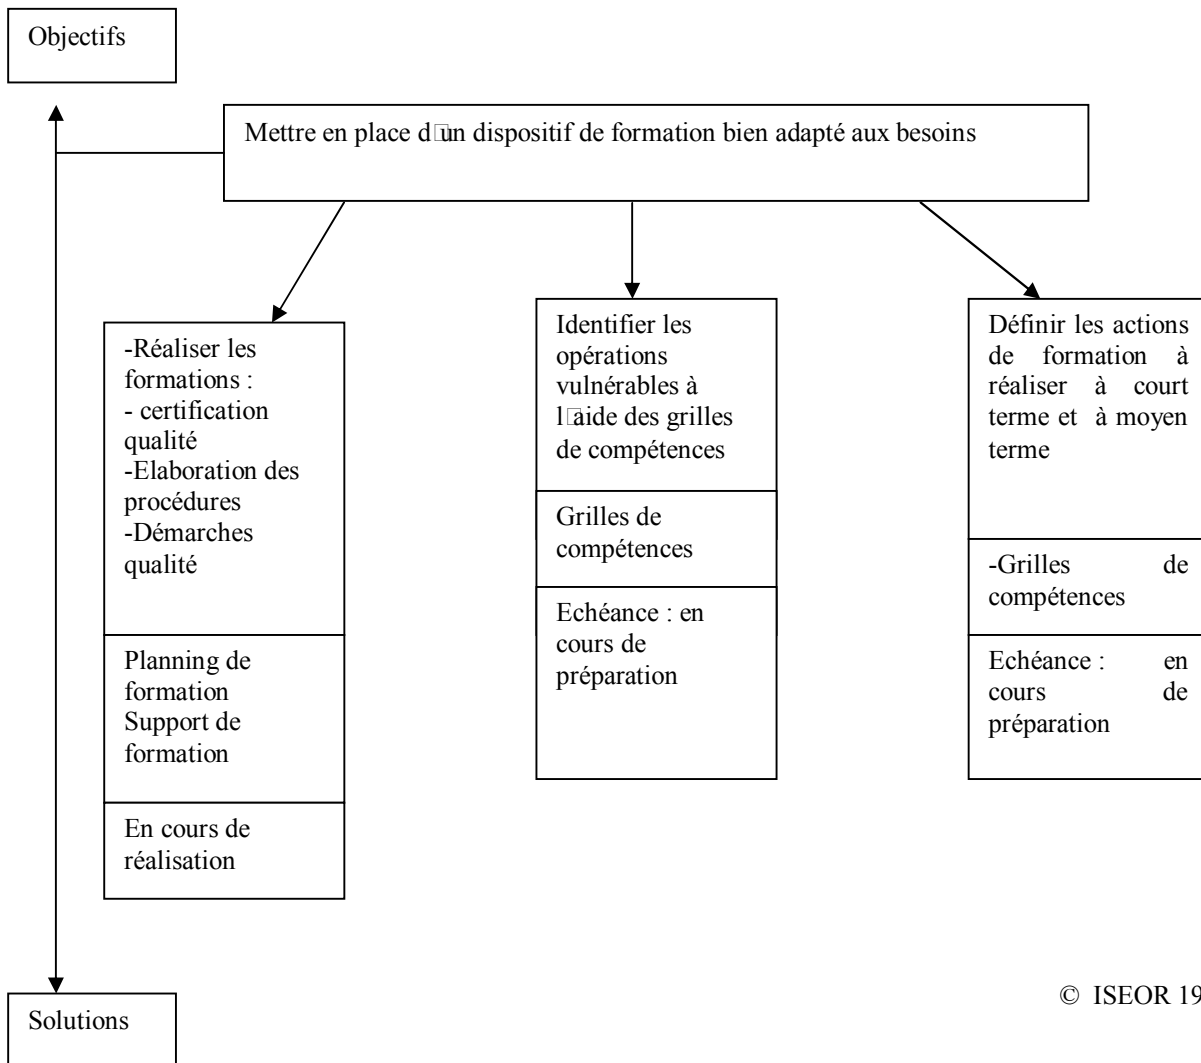 Objectifs
Mettre en place d□un dispositif de formation bien adapté aux besoins
-Réaliser les
formations :
- certification
qualité
-Elaboration des
procédures
-Démarches
qualité
Planning de
formation
Support de
formation
En cours de
réalisation
Identifier les
opérations
vulnérables à
l□aide des grilles
de compétences
Grilles de
compétences
Echéance : en
cours de
préparation
Définir les actions
de formation à
réaliser à court
terme et à moyen
terme
-Grilles de
compétences
Echéance : en
cours de
préparation
Solutions
© ISEOR 19